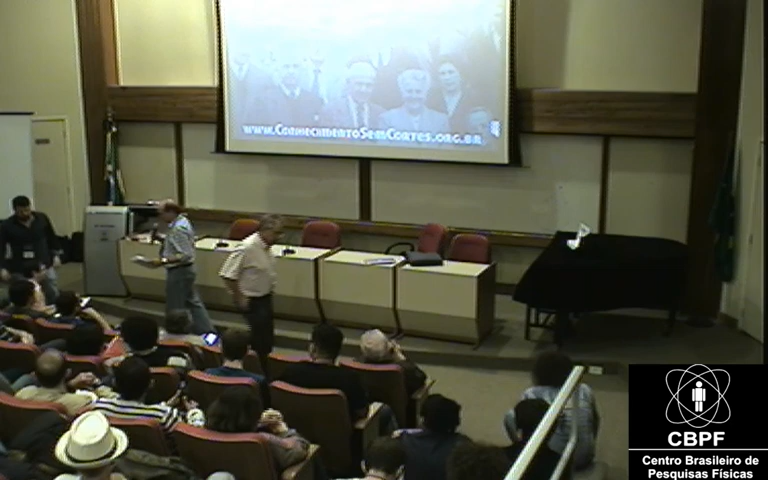 www.ConhecimentoSemCortes.org.br
CBPF
Centro Brasileiro de
Pesquisas Físicas